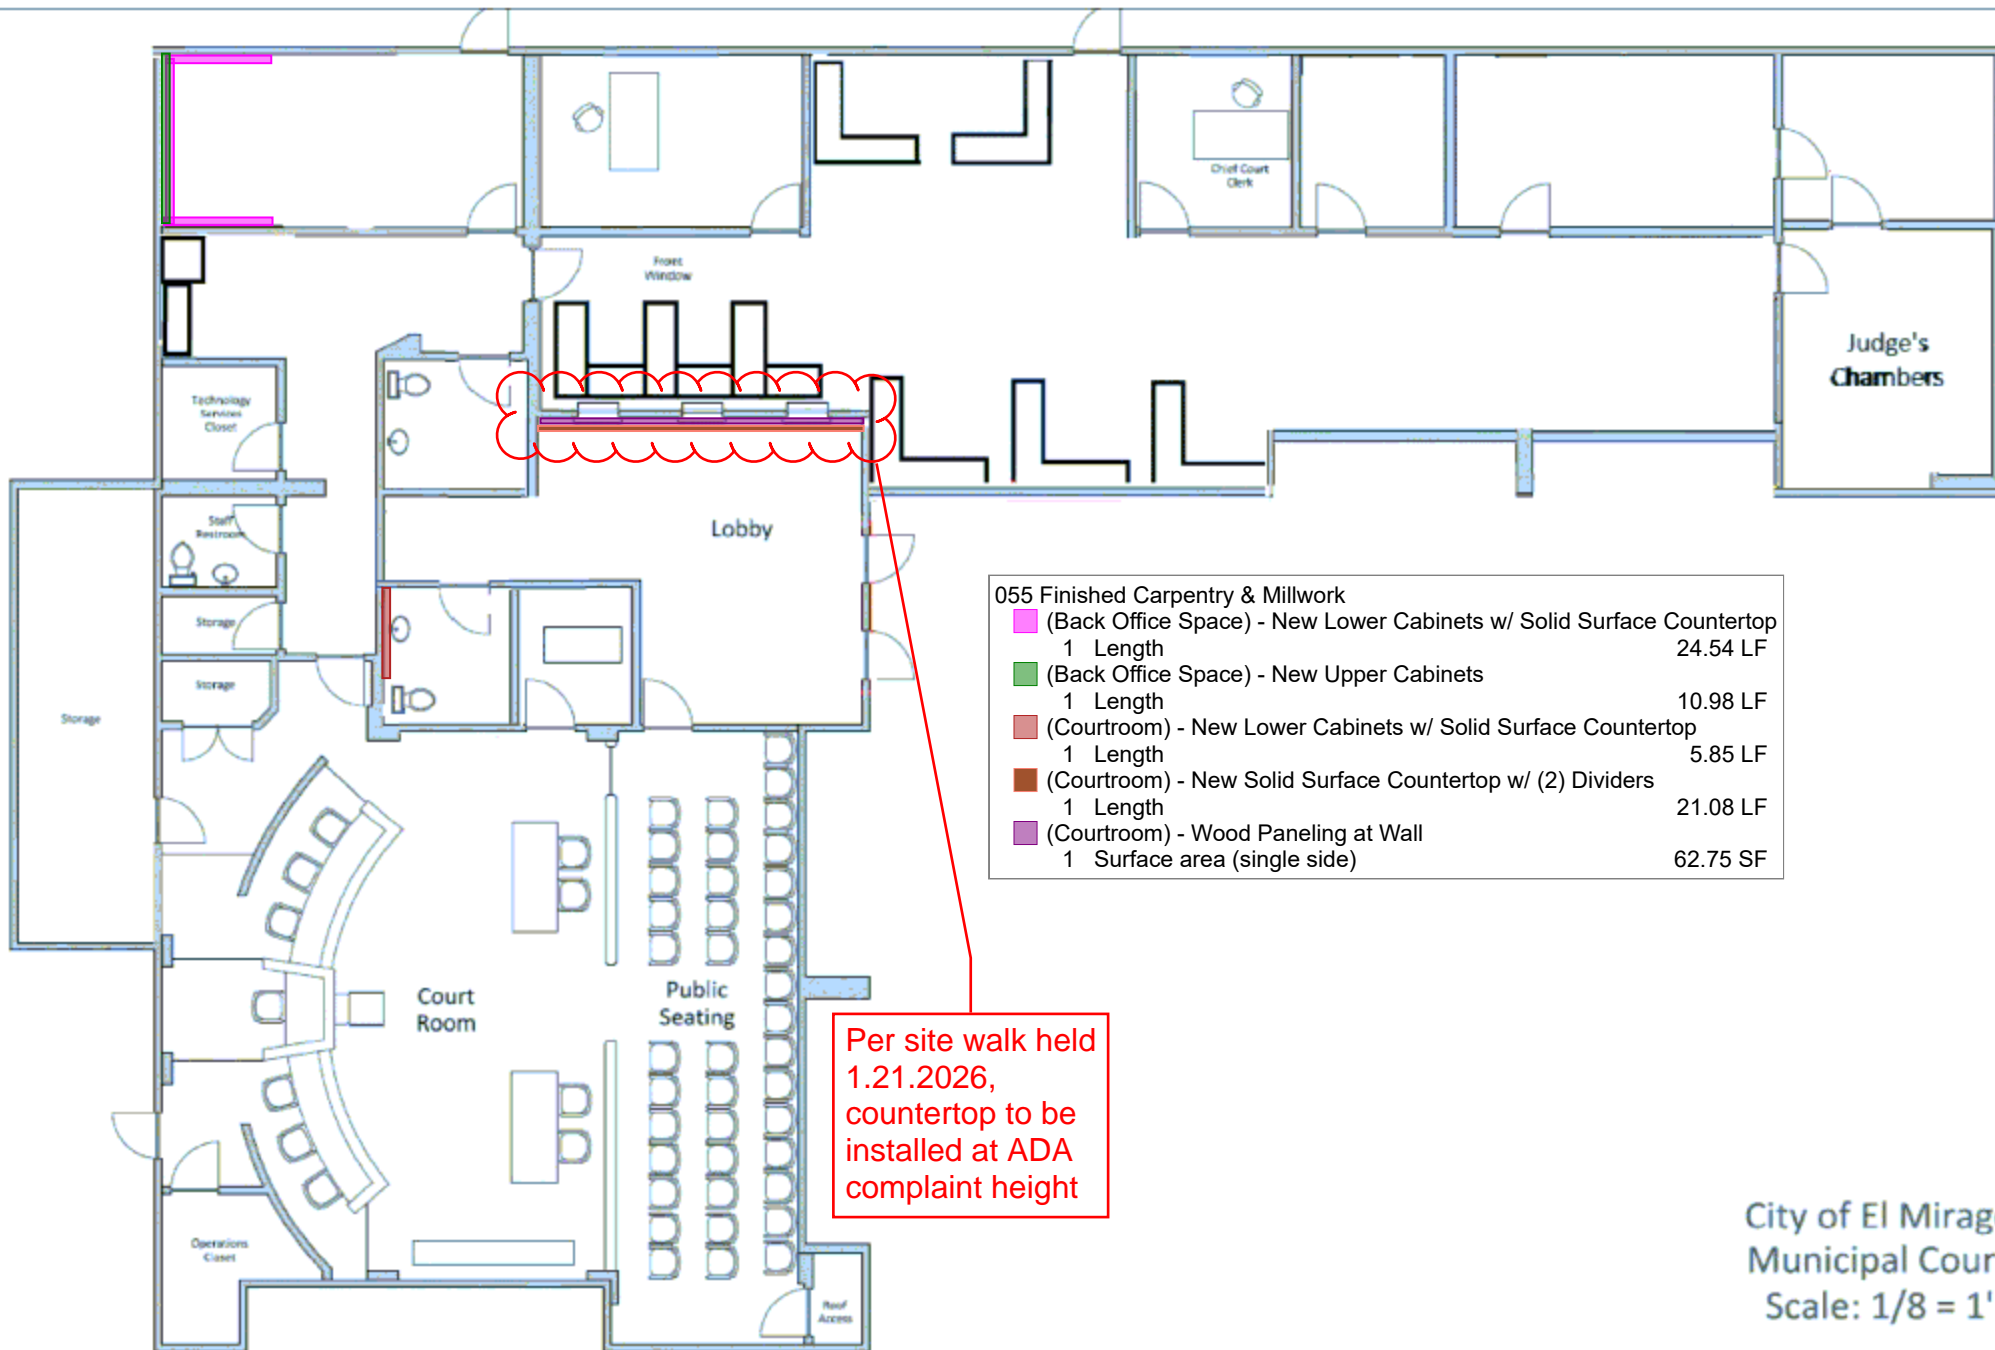 Chief Court
Clerk
Front
Window
Judge's
Chambers
Technology
Services
Closet
Staff
Restroom
Lobby
Storage
Storage
Storage
055 Finished Carpentry & Millwork
(Back Office Space) - New Lower Cabinets w/ Solid Surface Countertop
1 Length 24.54 LF
(Back Office Space) - New Upper Cabinets
1 Length 10.98 LF
(Courtroom) - New Lower Cabinets w/ Solid Surface Countertop
1 Length 5.85 LF
(Courtroom) - New Solid Surface Countertop w/ (2) Dividers
1 Length 21.08 LF
(Courtroom) - Wood Paneling at Wall
1 Surface area (single side) 62.75 SF
Court
Room
Public
Seating
Per site walk held
1.21.2026,
countertop to be
installed at ADA
complaint height
Operations
Closet
Roof
Access
City of El Mirag
Municipal Cour
Scale: 1/8 = 1'